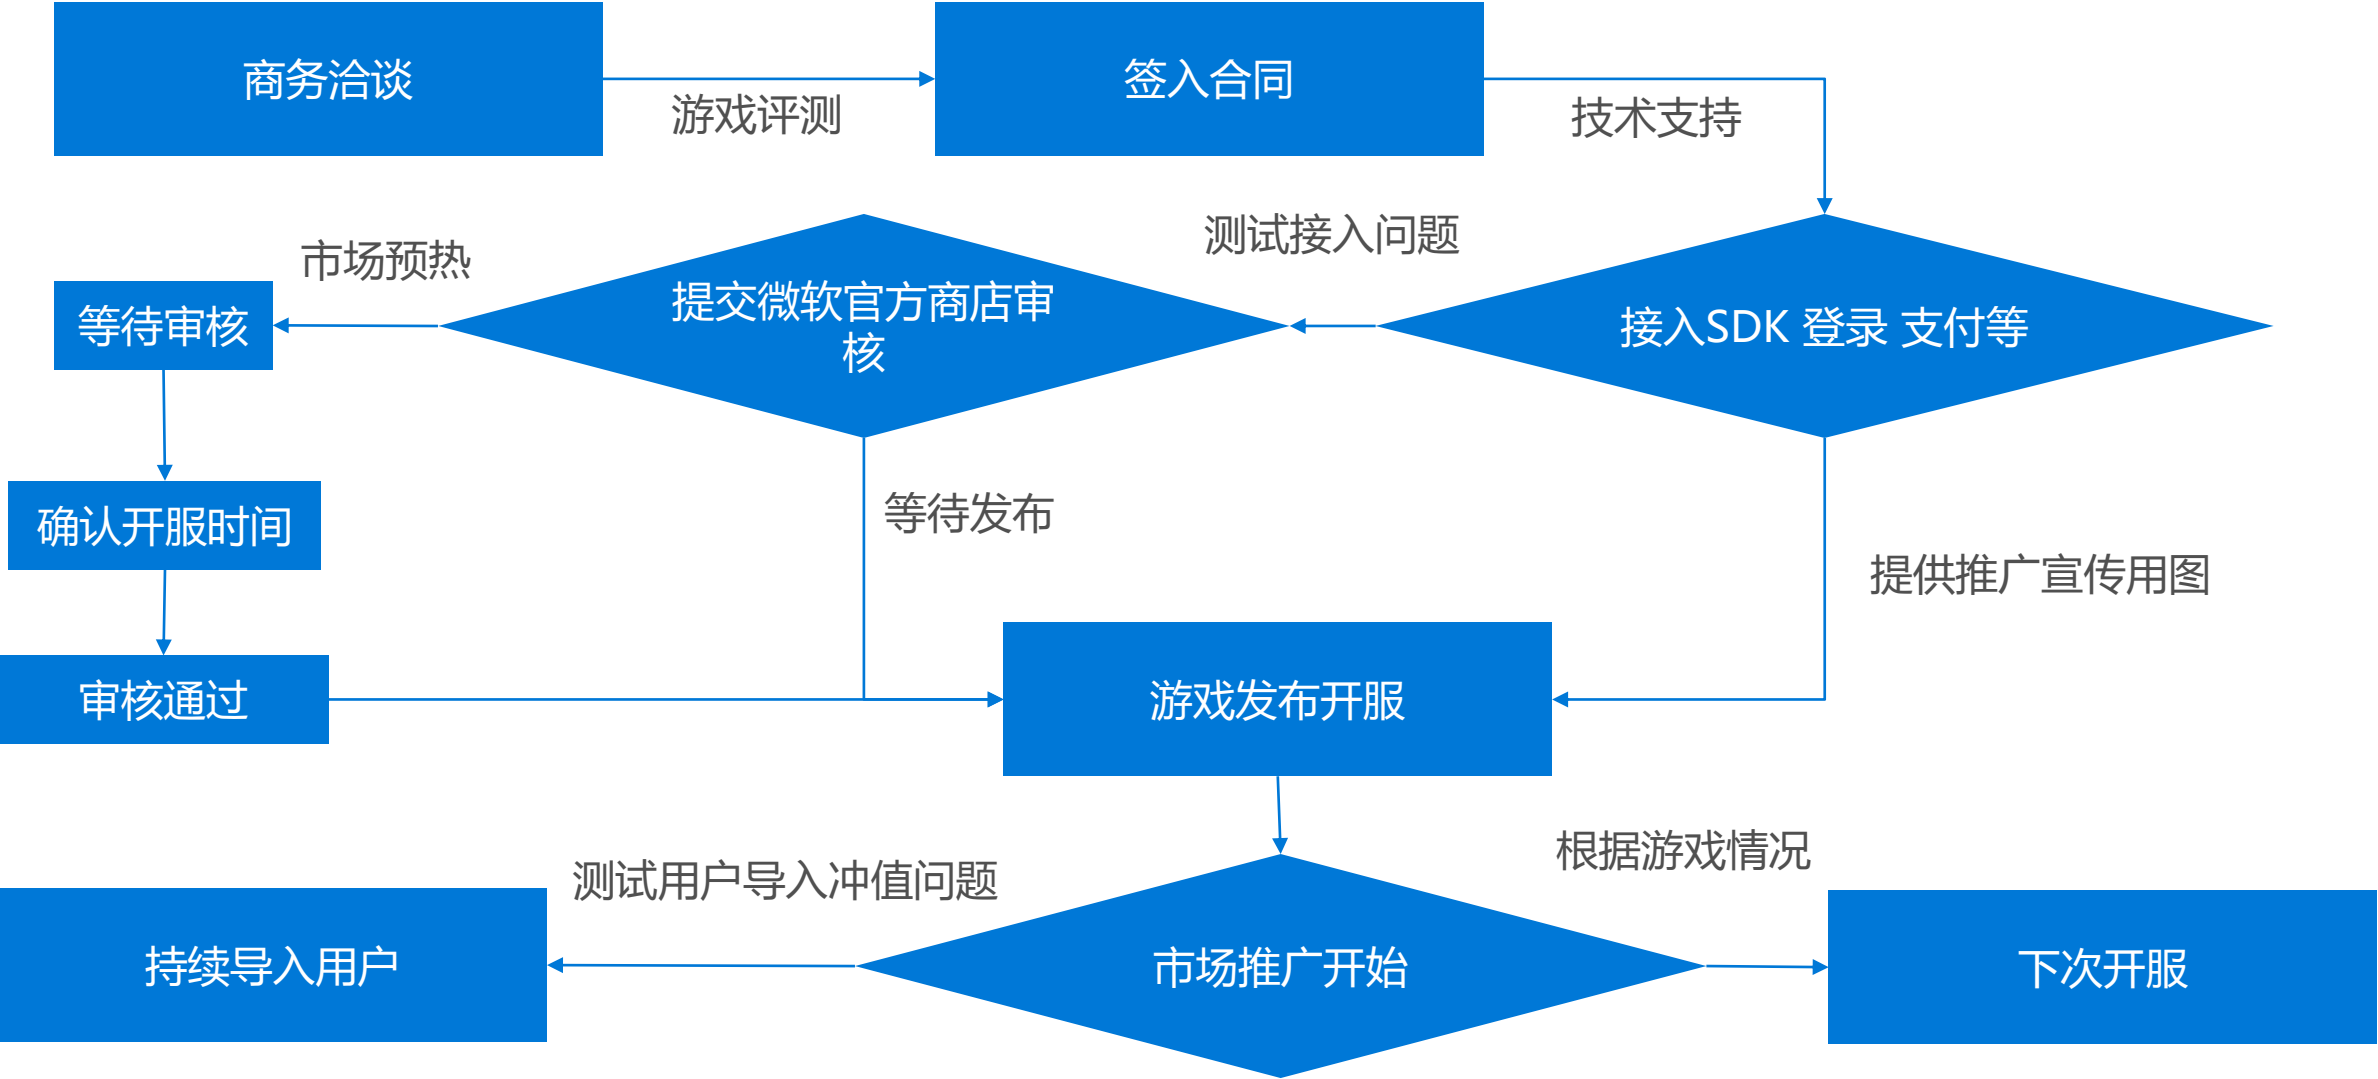 商务洽谈
签入合同
游戏评测
技术支持
测试接入问题
市场预热
提交微软官方商店审
核
等待审核
接入SDK 登录 支付等
等待发布
确认开服时间
提供推广宣传用图
审核通过
游戏发布开服
根据游戏情况
测试用户导入冲值问题
持续导入用户
市场推广开始
下次开服